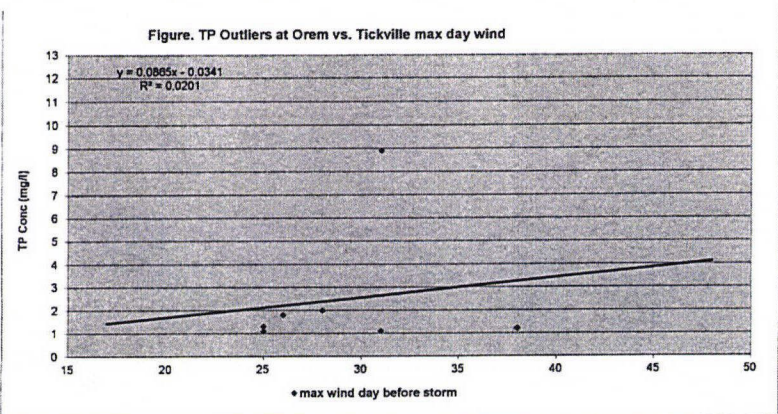 Figure. TP Outliers at Orem vs. Tickville max day wind
13
12
11
10
9
8
7
6
5
4
3
2
1
0
y = 0.0865x - 0.0341
R² = 0.0201
TP Conc (mg/l)
15 20 25 30 35 40 45 50
max wind day before storm